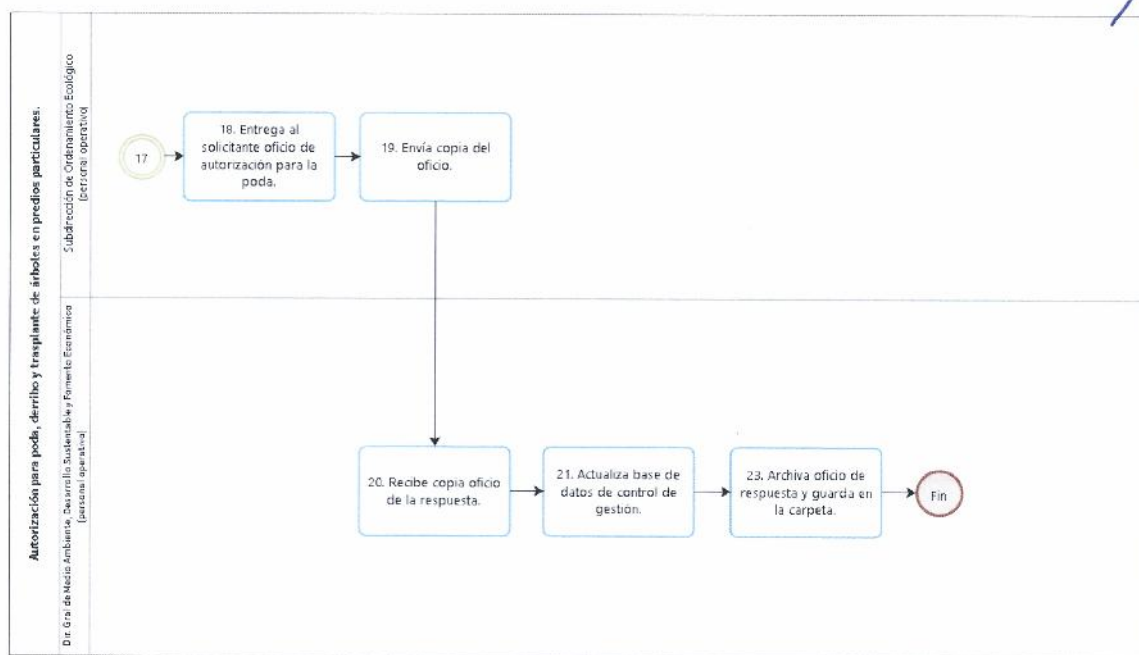 Autorización para poda, derribo y trasplante de árboles en predios particulares.
Subdirección de Ordenamiento Ecológico
(personal operativo)
17
18. Entrega al
solicitante oficio de
autorización para la
poda.
19. Envía copia del
oficio.
Dir. Gral de Medio Ambiente, Desarrollo Sustentable y Fomento Económico
(personal operativo)
20. Recibe copia oficio
de la respuesta.
21. Actualiza base de
datos de control de
gestión.
23. Archiva oficio de
respuesta y guarda en
la carpeta.
Fin